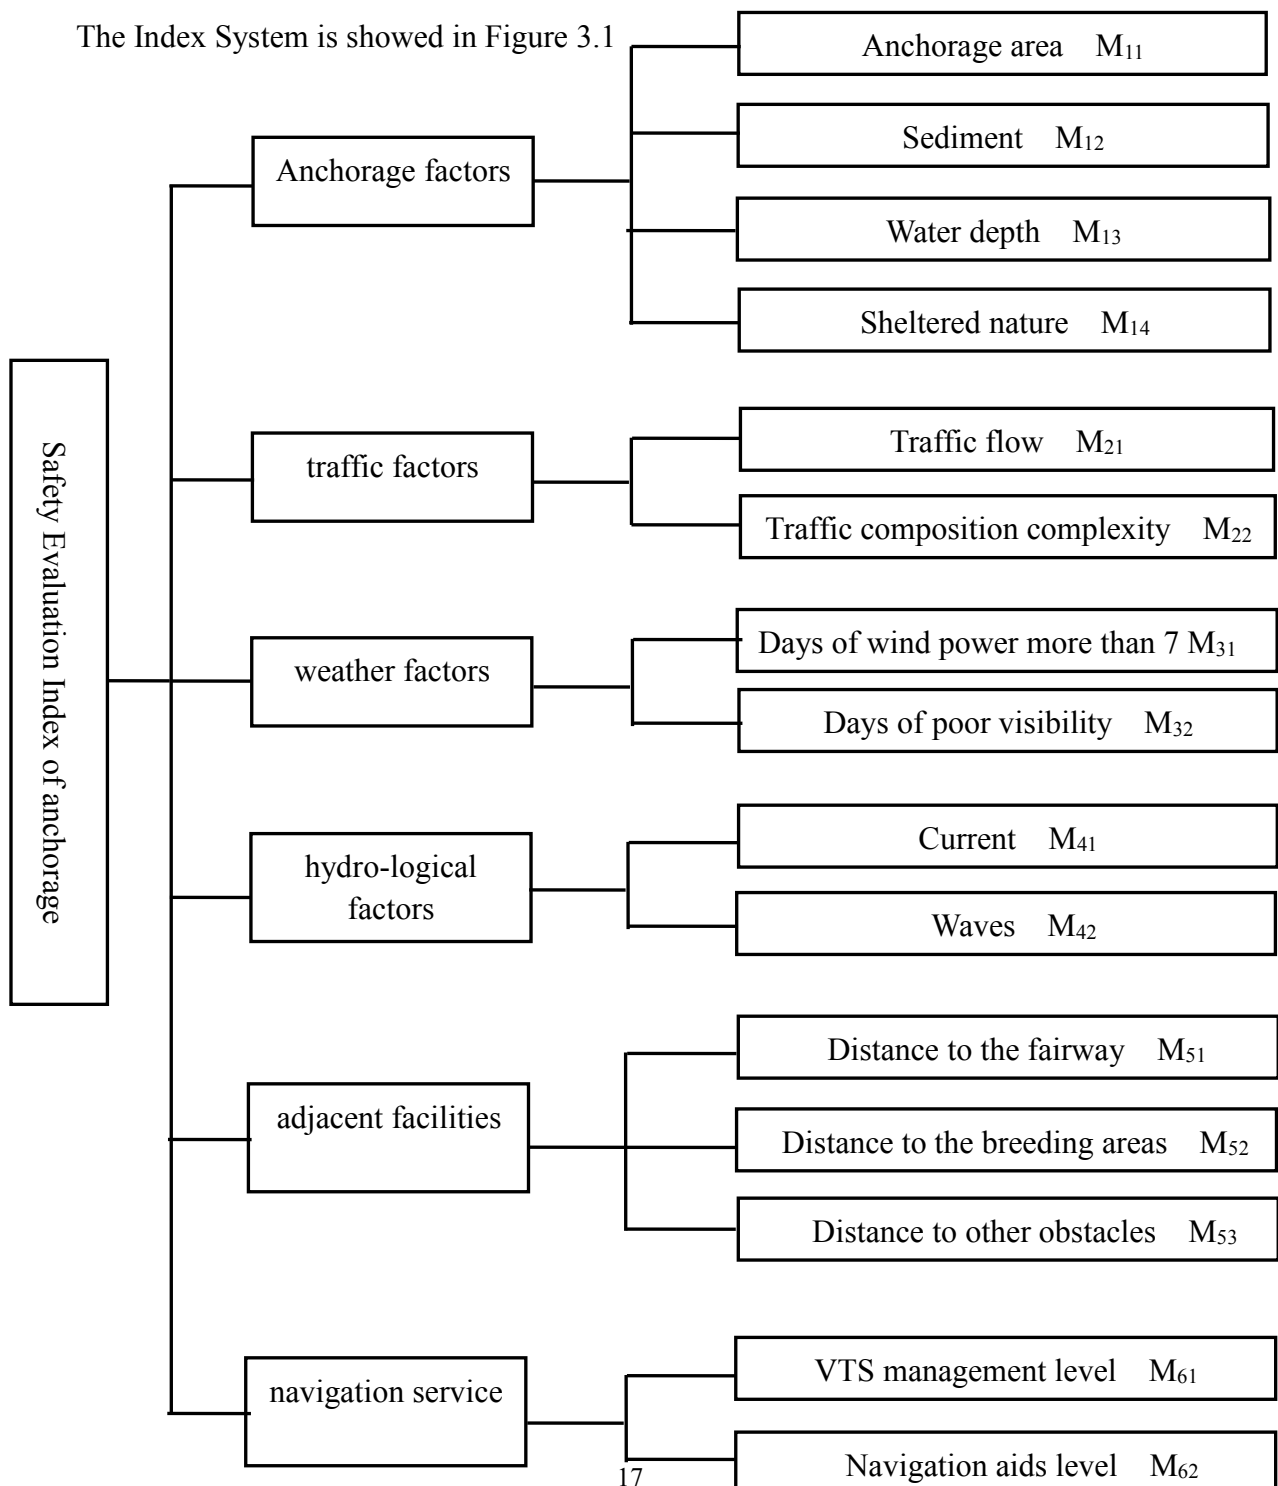 The Index System is showed in Figure 3.1
Safety Evaluation Index of anchorage
Anchorage factors
Anchorage area M₁₁
Sediment M₁₂
Water depth M₁₃
Sheltered nature M₁₄
traffic factors
Traffic flow M₂₁
Traffic composition complexity M₂₂
weather factors
Days of wind power more than 7 M₃₁
Days of poor visibility M₃₂
hydro-logical
factors
Current M₄₁
Waves M₄₂
adjacent facilities
Distance to the fairway M₅₁
Distance to the breeding areas M₅₂
Distance to other obstacles M₅₃
navigation service
VTS management level M₆₁
Navigation aids level M₆₂
17